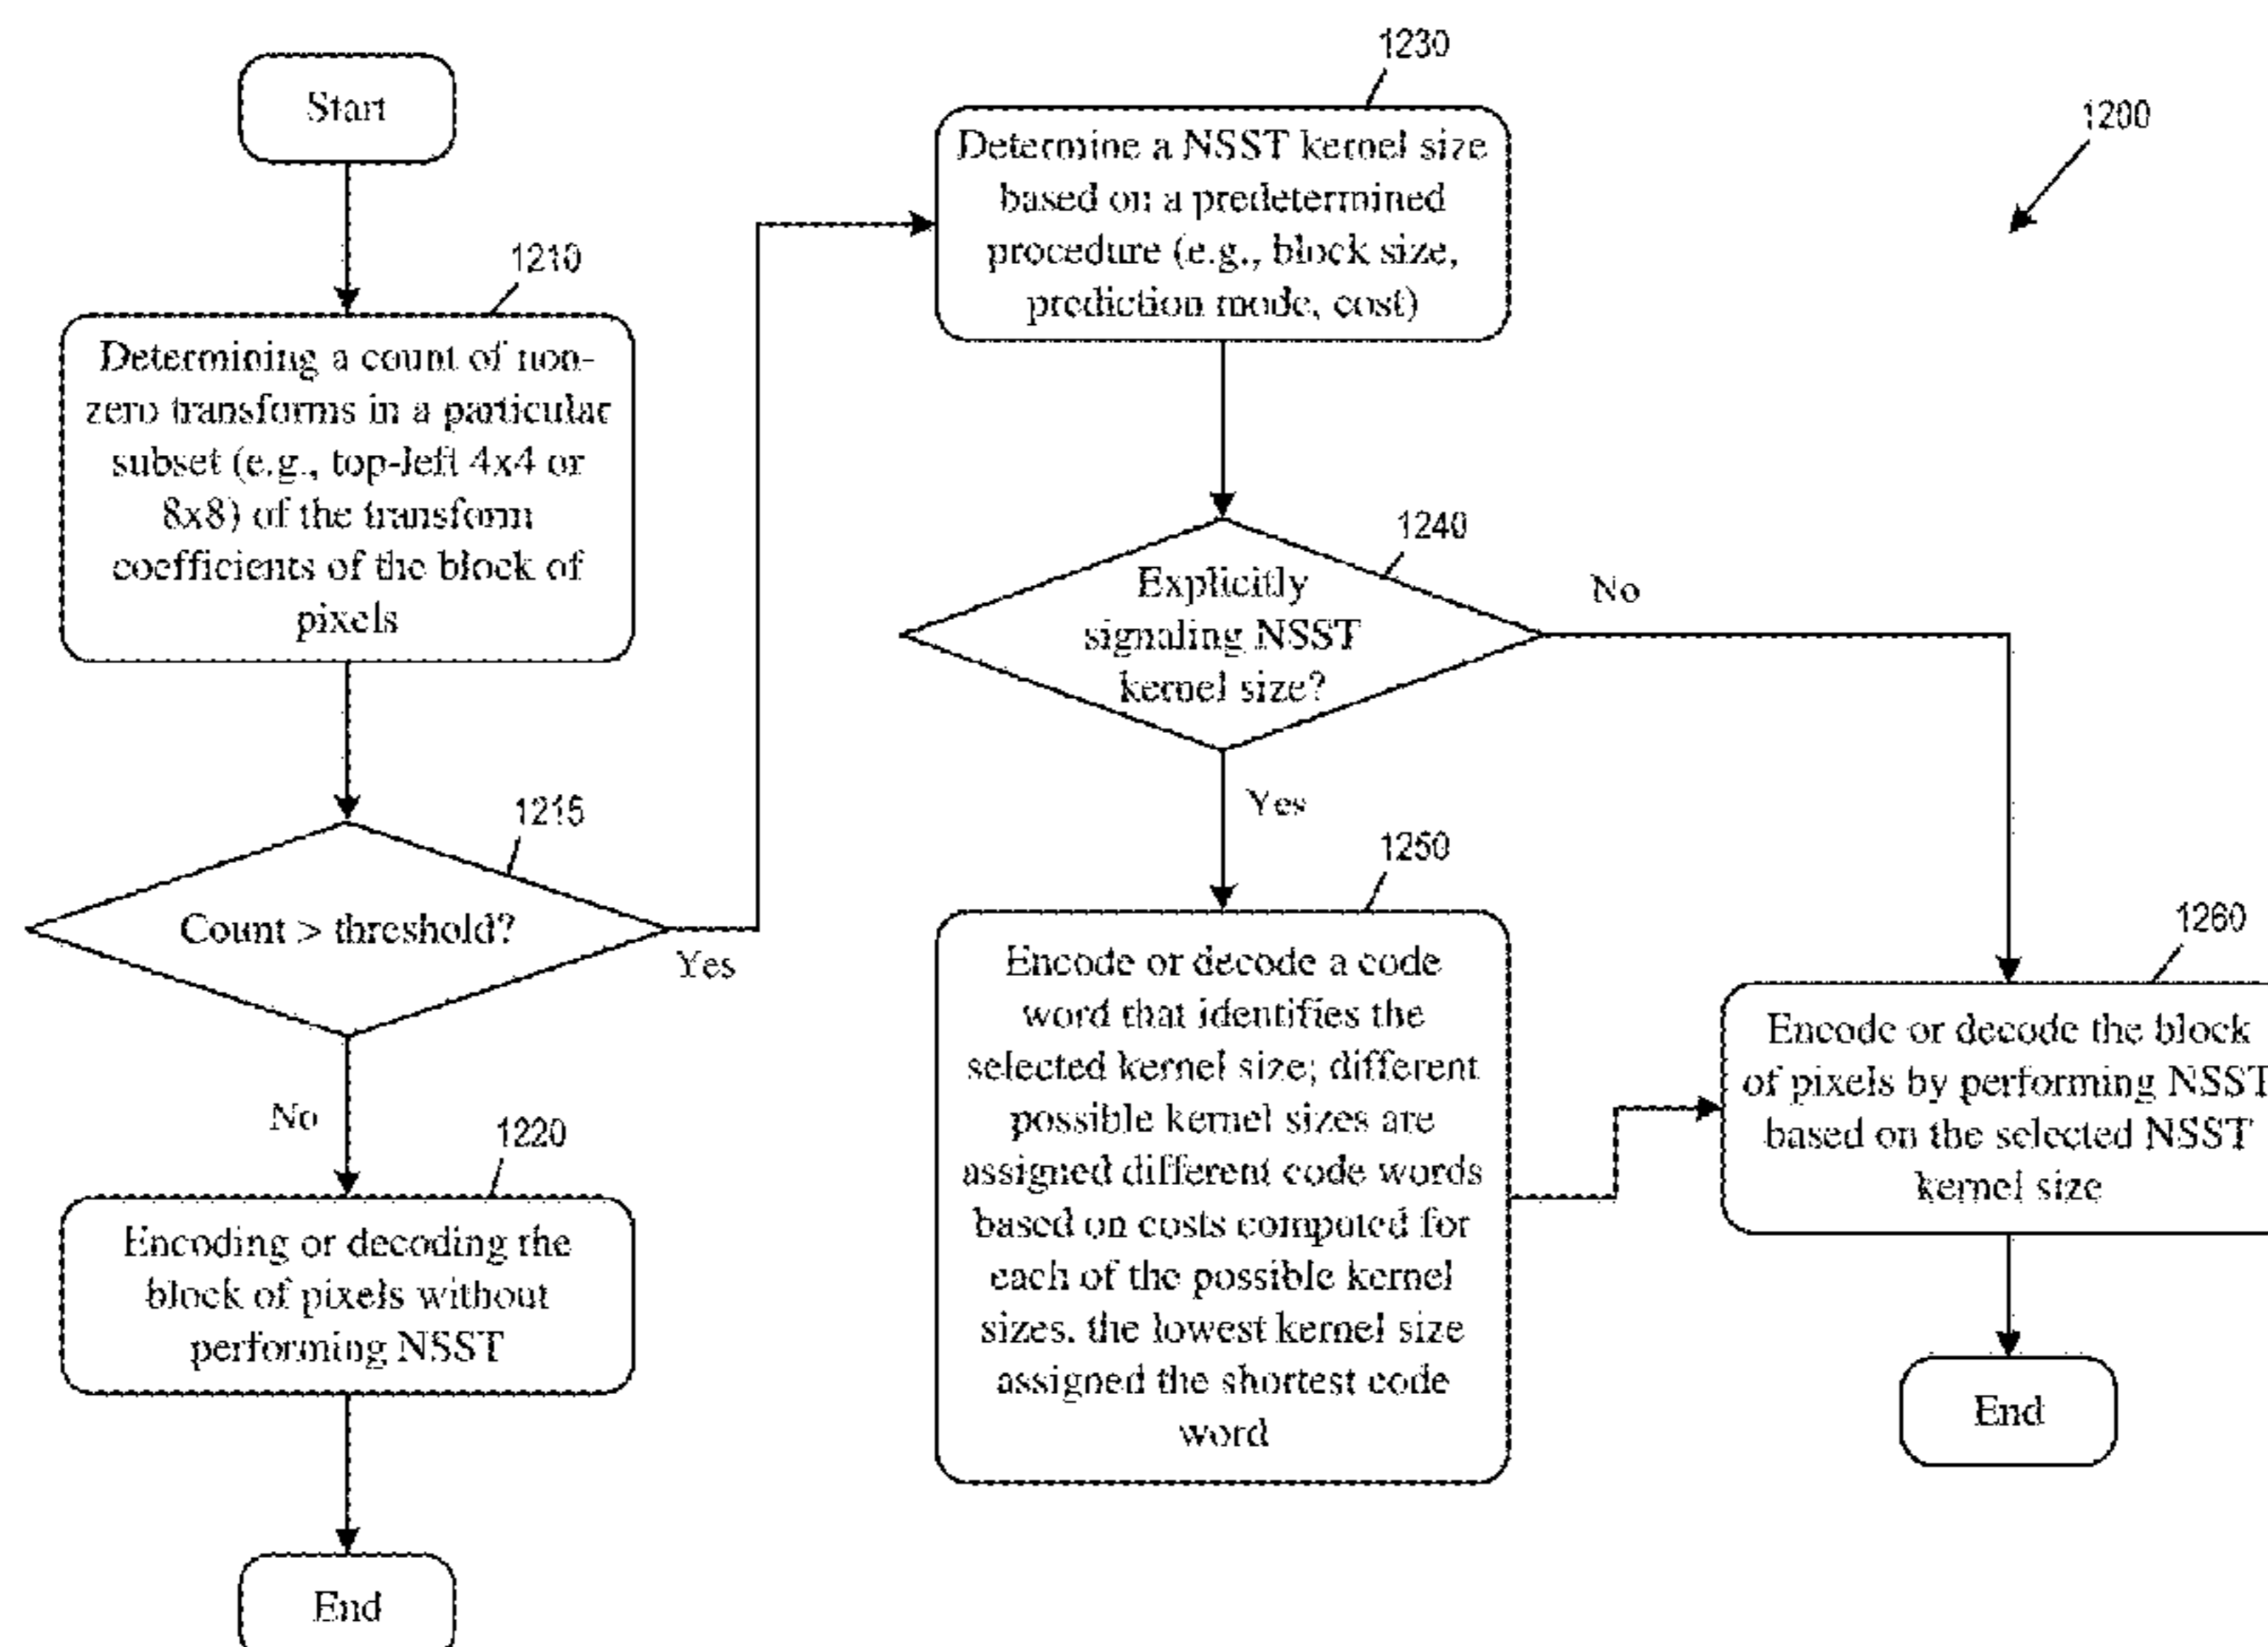 Start
1210
Determining a count of non-
zero transforms in a particular
subset (e.g., top-left 4x4 or
8x8) of the transform
coefficients of the block of
pixels
1215
Count > threshold?
Yes
No
1220
Encoding or decoding the
block of pixels without
performing NSST
End
1230
Determine a NSST kernel size
based on a predetermined
procedure (e.g., block size,
prediction mode, cost)
1240
Explicitly
signaling NSST
kernel size?
No
Yes
1250
Encode or decode a code
word that identifies the
selected kernel size; different
possible kernel sizes are
assigned different code words
based on costs computed for
each of the possible kernel
sizes. the lowest kernel size
assigned the shortest code
word
1200
1260
Encode or decode the block
of pixels by performing NSST
based on the selected NSST
kernel size
End